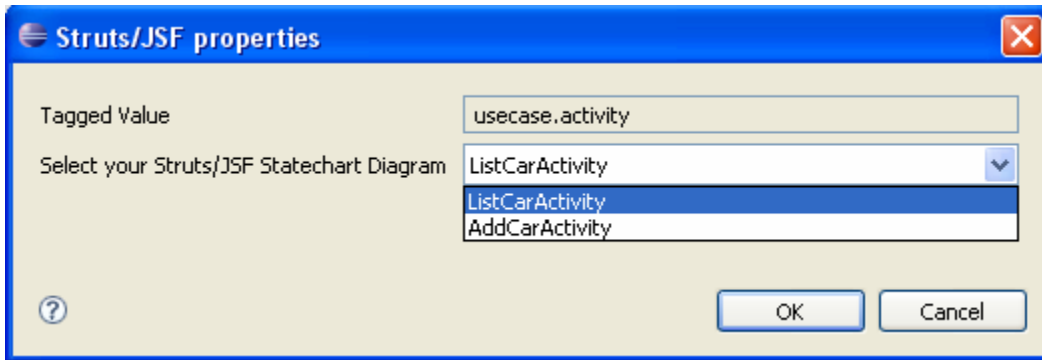 Struts/JSF properties
Tagged Value usecase.activity
Select your Struts/JSF Statechart Diagram ListCarActivity
ListCarActivity
AddCarActivity
? OK Cancel